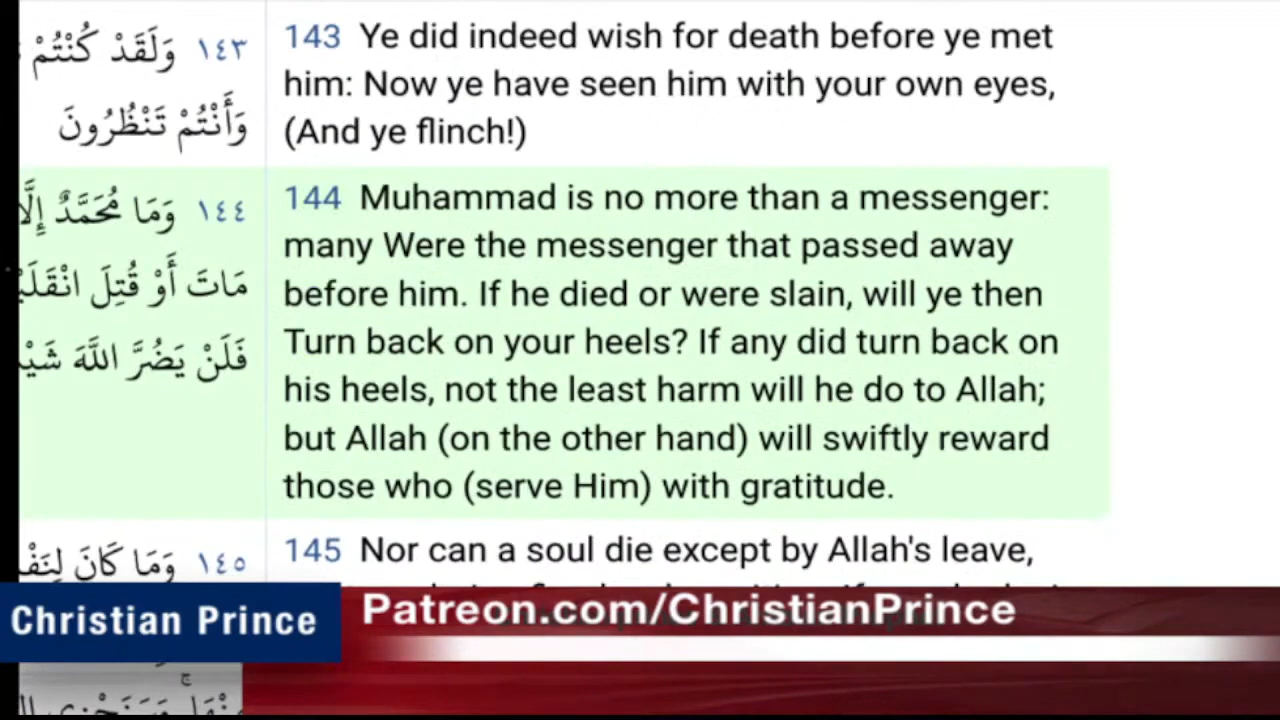 وَلَقَدْ كُنْتُمْ ١٤٣
وَأَنْتُمْ تَنْظُرُونَ
143 Ye did indeed wish for death before ye met
him: Now ye have seen him with your own eyes,
(And ye flinch!)
١٤٤ وَمَا مُحَمَّدٌ إِلَّا
مَاتَ أَوْ قُتِلَ
فَلَنْ يَضُرَّ اللَّهَ
144 Muhammad is no more than a messenger:
many Were the messenger that passed away
before him. If he died or were slain, will ye then
Turn back on your heels? If any did turn back on
his heels, not the least harm will he do to Allah;
but Allah (on the other hand) will swiftly reward
those who (serve Him) with gratitude.
١٤٥ وَمَا كَانَ
145 Nor can a soul die except by Allah's leave,
Christian Prince
Patreon.com/ChristianPrince